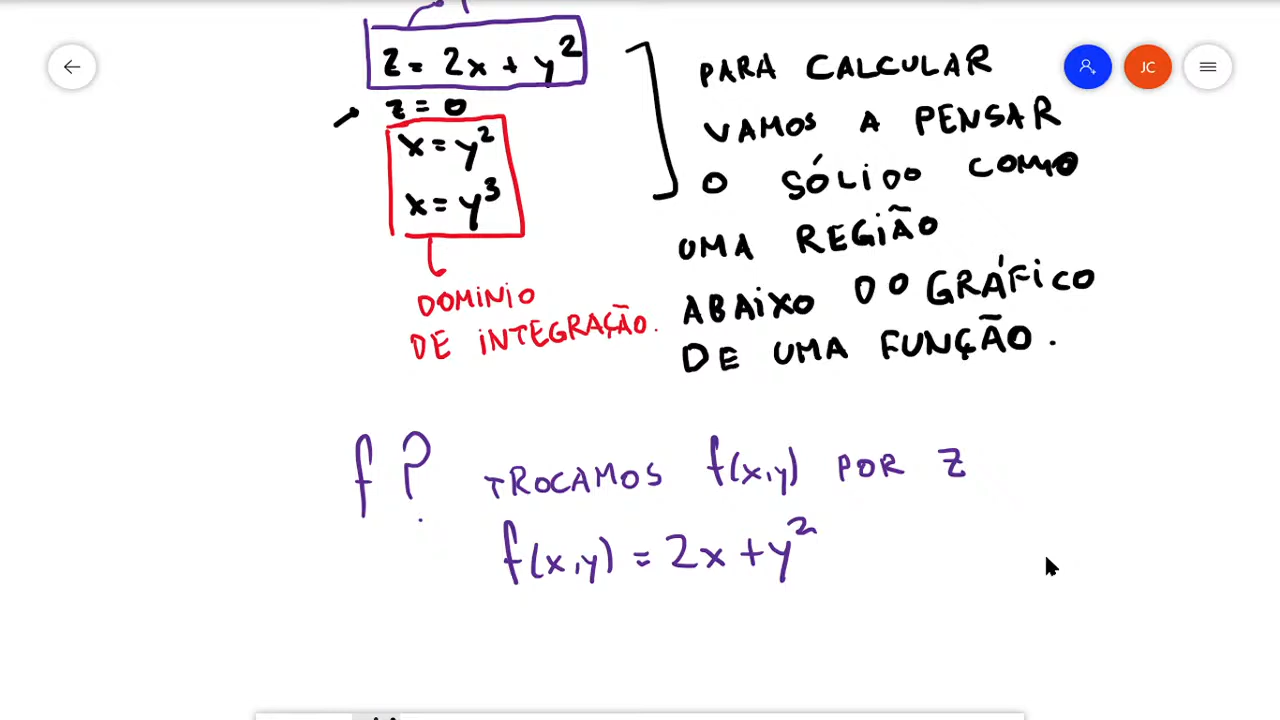 z = 2x + y²
z = 0
x = y²
x = y³
DOMINIO
DE INTEGRAÇÃO.
PARA CALCULAR
VAMOS A PENSAR
O SÓLIDO COMO
UMA REGIÃO
ABAIXO DO GRÁFICO
DE UMA FUNÇÃO.
JC
f? TROCAMOS f(x,y) POR z
f(x,y) = 2x + y²